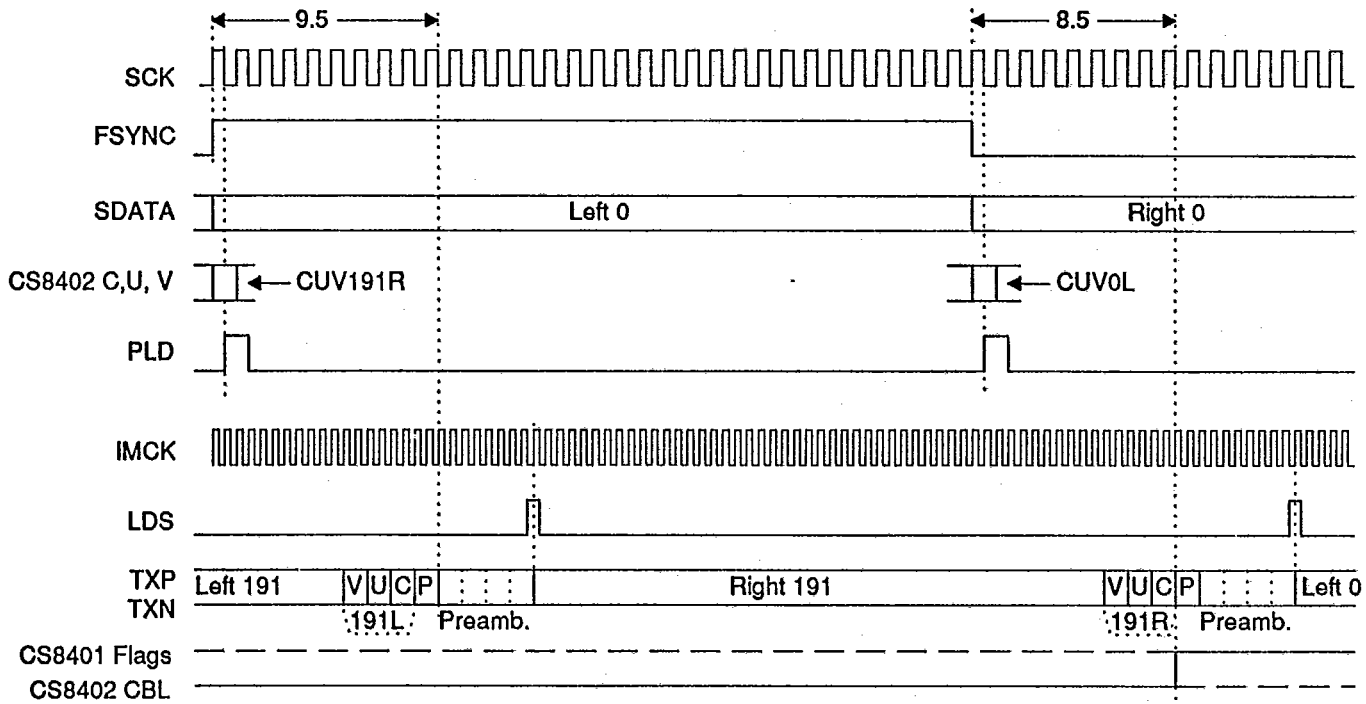 9.5 8.5
SCK
FSYNC
SDATA Left 0 Right 0
CS8402 C,U, V CUV191R CUV0L
PLD
IMCK
LDS
TXP Left 191 V U C P Right 191 V U C P Left 0
TXN 191L Preamb. 191R Preamb.
CS8401 Flags
CS8402 CBL